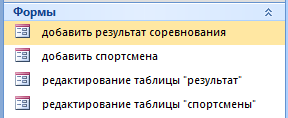 Формы
добавить результат соревнования
добавить спортсмена
редактирование таблицы "результат"
редактирование таблицы "спортсмены"